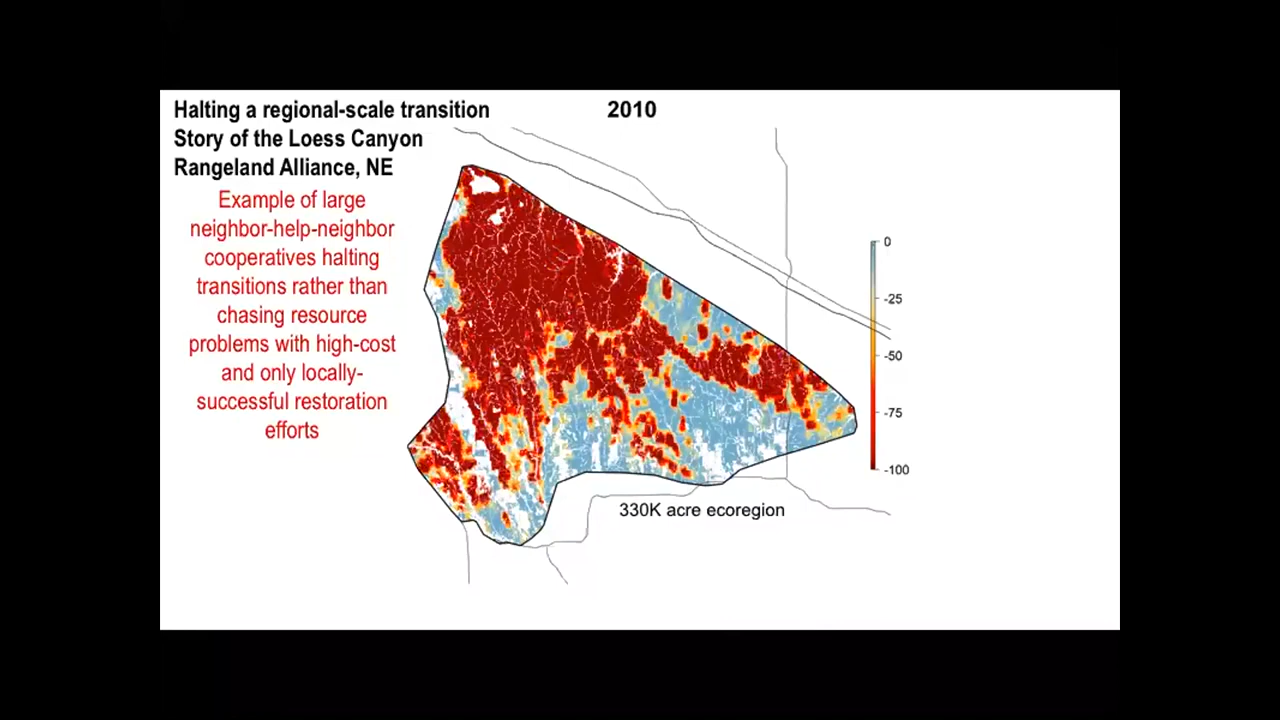 Halting a regional-scale transition
Story of the Loess Canyon
Rangeland Alliance, NE
Example of large
neighbor-help-neighbor
cooperatives halting
transitions rather than
chasing resource
problems with high-cost
and only locally-
successful restoration
efforts
2010
0
-25
-50
-75
-100
330K acre ecoregion